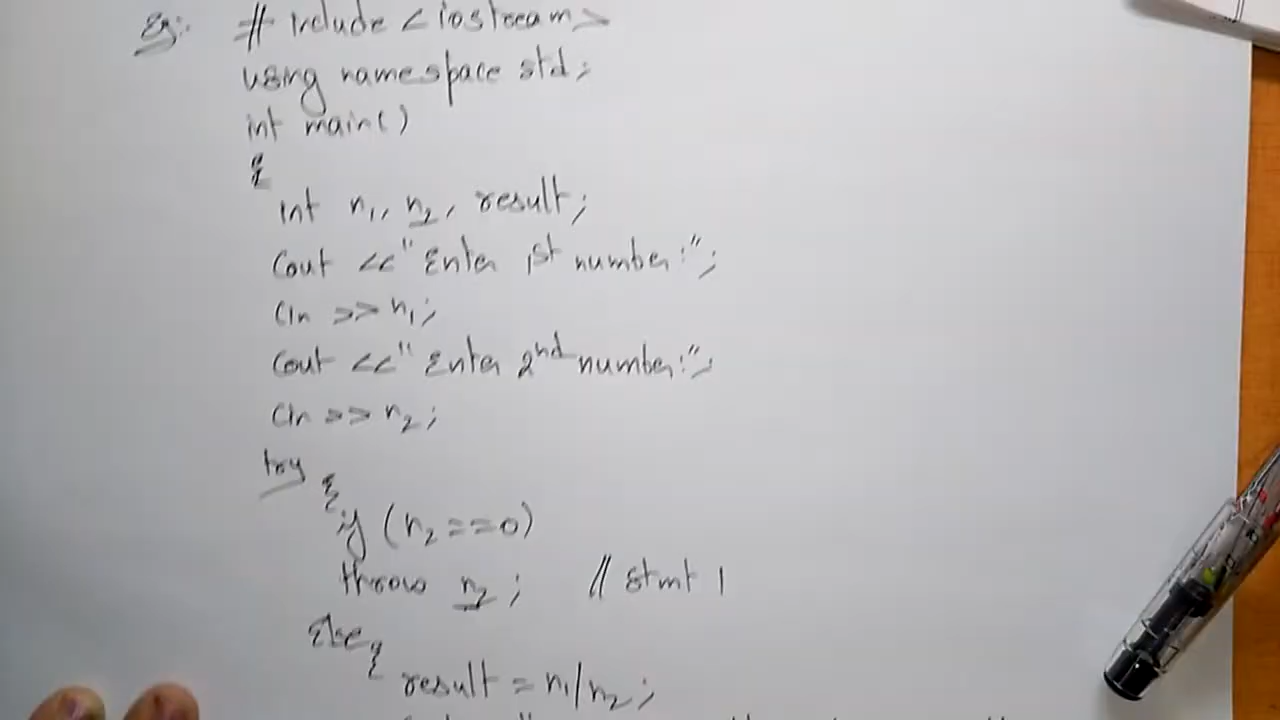 Eg:- # include <iostream>
using namespace std;
int main()
{
int n1, n2, result;
Cout <<"Enter 1st number:";
Cin >> n1;
Cout <<"Enter 2nd number:";
Cin >> n2;
try {
if (n2==0)
throw n2; // stmt 1
Else{
result = n1/n2;